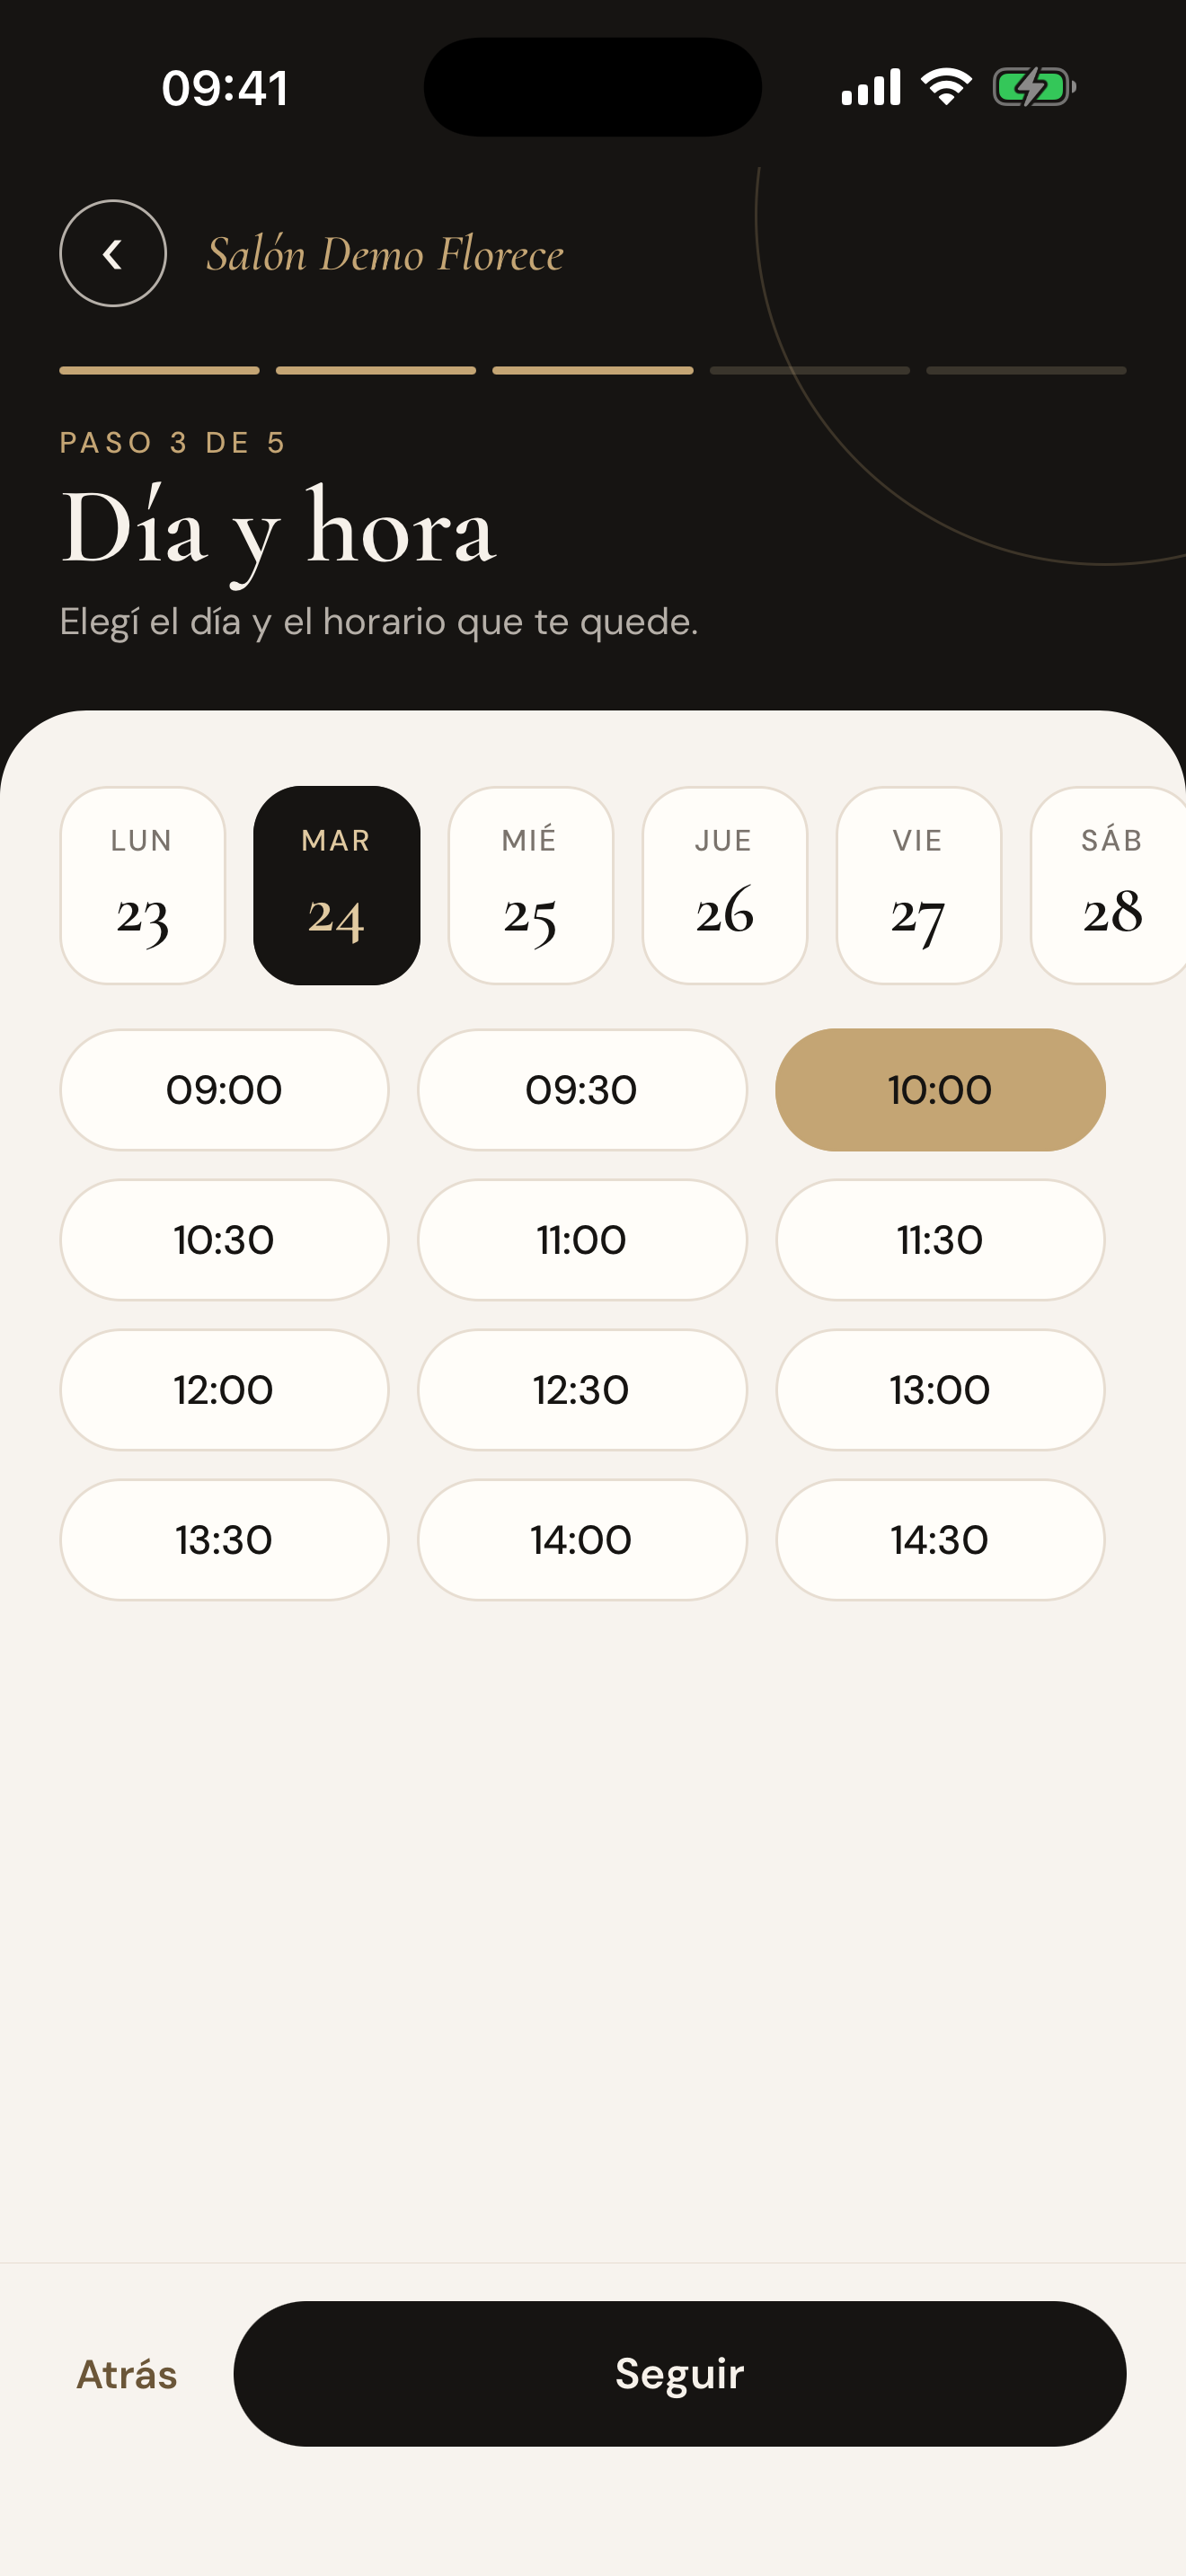 09:41
Salón Demo Florece
PASO 3 DE 5
Día y hora
Elegí el día y el horario que te quede.
LUN MAR MIÉ JUE VIE SÁB
23 24 25 26 27 28
09:00 09:30 10:00
10:30 11:00 11:30
12:00 12:30 13:00
13:30 14:00 14:30
Atrás Seguir